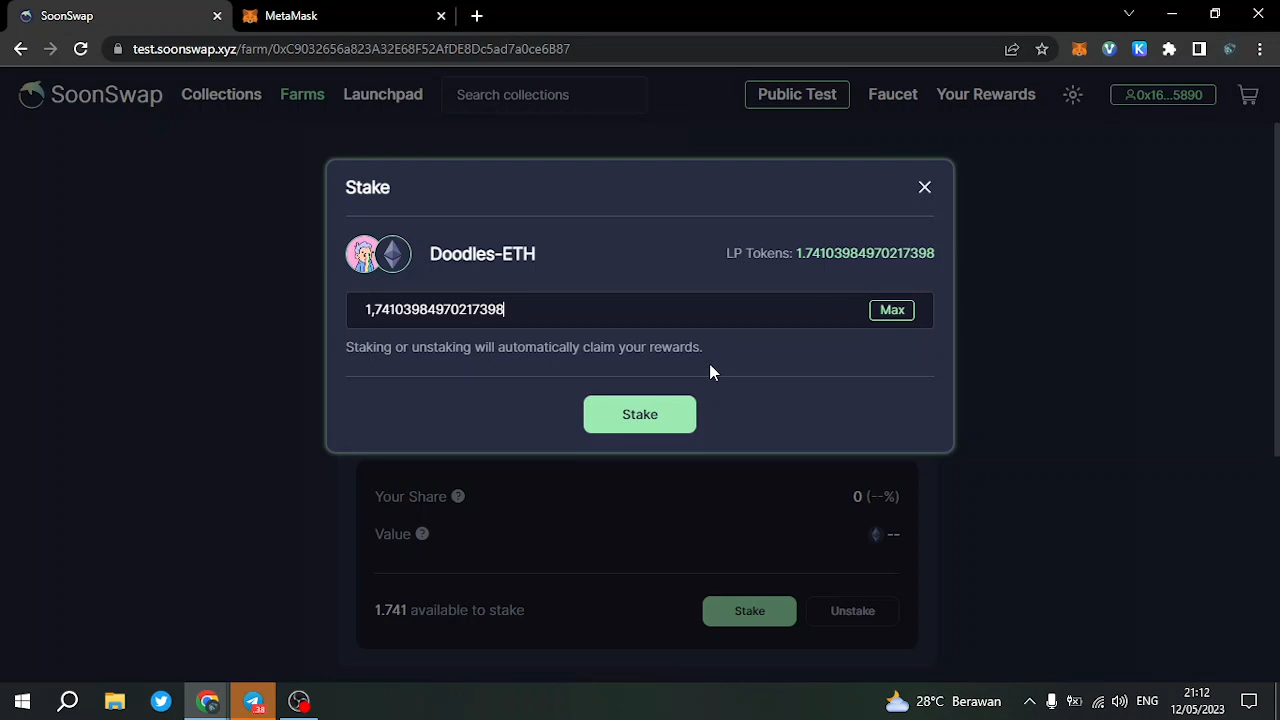 SoonSwap
MetaMask
test.soonswap.xyz/farm/0xC9032656a823A32E68F52AfDE8Dc5ad7a0ce6B87
SoonSwap Collections Farms Launchpad Search collections Public Test Faucet Your Rewards 0x16...5890
Stake
Doodles-ETH LP Tokens: 1.74103984970217398
1,74103984970217398 Max
Staking or unstaking will automatically claim your rewards.
Stake
Your Share ? 0 (--%)
Value ? --
1.741 available to stake Stake Unstake
38 28°C Berawan ENG 21:12
12/05/2023